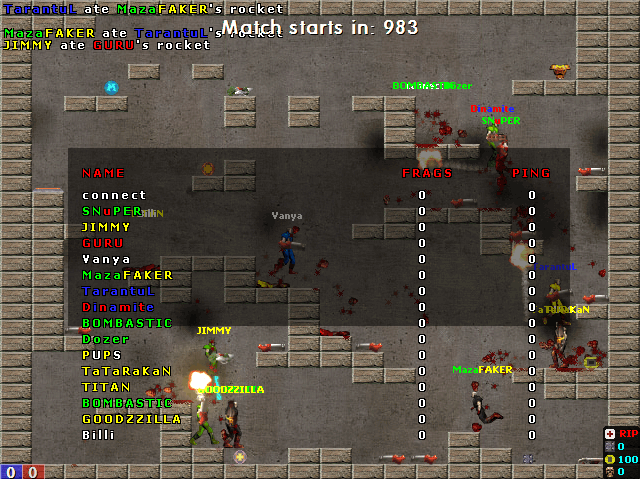 TarantuL ate MazaFAKER's rocket
Match starts in: 983
MazaFAKER ate TarantuL's rocket
JIMMY ate GURU's rocket
BOMBASTIC
Dinamite
SNuPER
NAME FRAGS PING
connect 0 0
SNuPER 0 0
JIMMY 0 0
GURU 0 0
Vanya 0 0
Vanya
MazaFAKER 0 0
TarantuL
TarantuL 0 0
Dinamite 0 0
BOMBASTIC 0 0
JIMMY
Dozer 0 0
PUPS 0 0
MazaFAKER
TaTaRaKaN 0 0
TITAN 0 0
GOODZZILLA
BOMBASTIC 0 0
GOODZZILLA 0 0
Billi 0 0
RIP
0
100
0
0 0